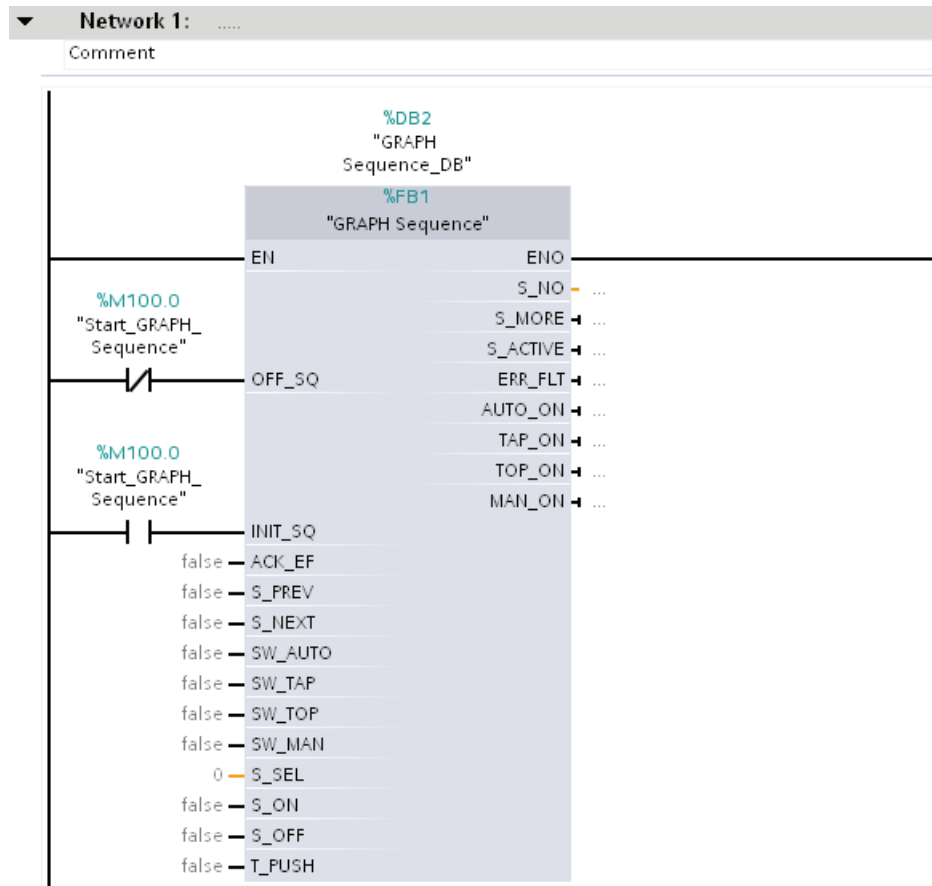 Network 1: .....
Comment
%DB2
"GRAPH
Sequence_DB"
%FB1
"GRAPH Sequence"
EN ENO
S_NO ...
%M100.0
"Start_GRAPH_
Sequence"
S_MORE ...
S_ACTIVE ...
OFF_SQ ERR_FLT ...
AUTO_ON ...
TAP_ON ...
TOP_ON ...
MAN_ON ...
%M100.0
"Start_GRAPH_
Sequence"
INIT_SQ
false ACK_EF
false S_PREV
false S_NEXT
false SW_AUTO
false SW_TAP
false SW_TOP
false SW_MAN
0 S_SEL
false S_ON
false S_OFF
false T_PUSH